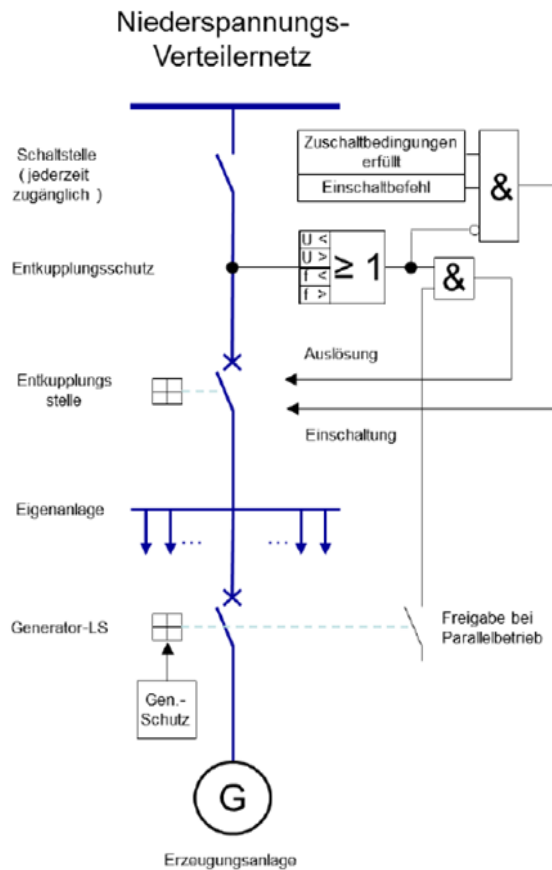 Niederspannungs-
Verteilernetz
Schaltstelle
( jederzeit
zugänglich )
Zuschaltbedingungen
erfüllt
Einschaltbefehl
&
Entkupplungsschutz
U <
U >
f <
f >
≥ 1
&
Auslösung
Entkupplungs
stelle
Einschaltung
Eigenanlage
... ...
Generator-LS
Freigabe bei
Parallelbetrieb
Gen.-
Schutz
G
Erzeugungsanlage